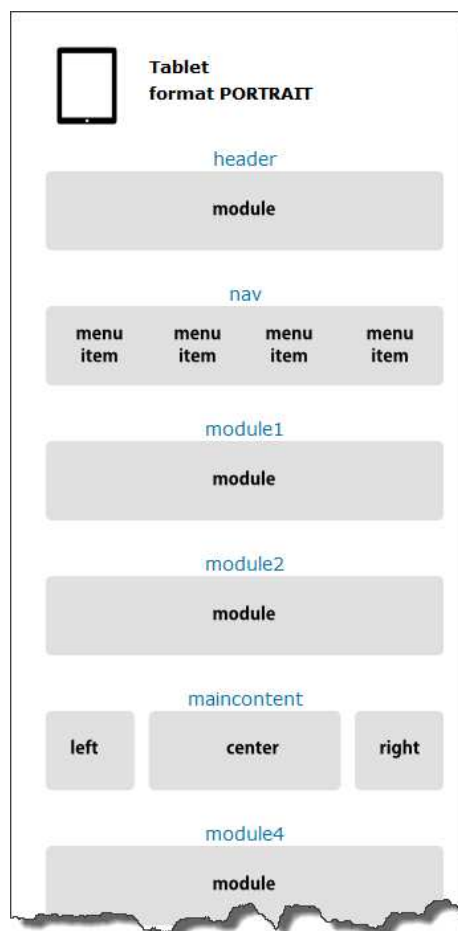 Tablet
format PORTRAIT
header
module
nav
menu menu menu menu
item item item item
module1
module
module2
module
maincontent
left center right
module4
module